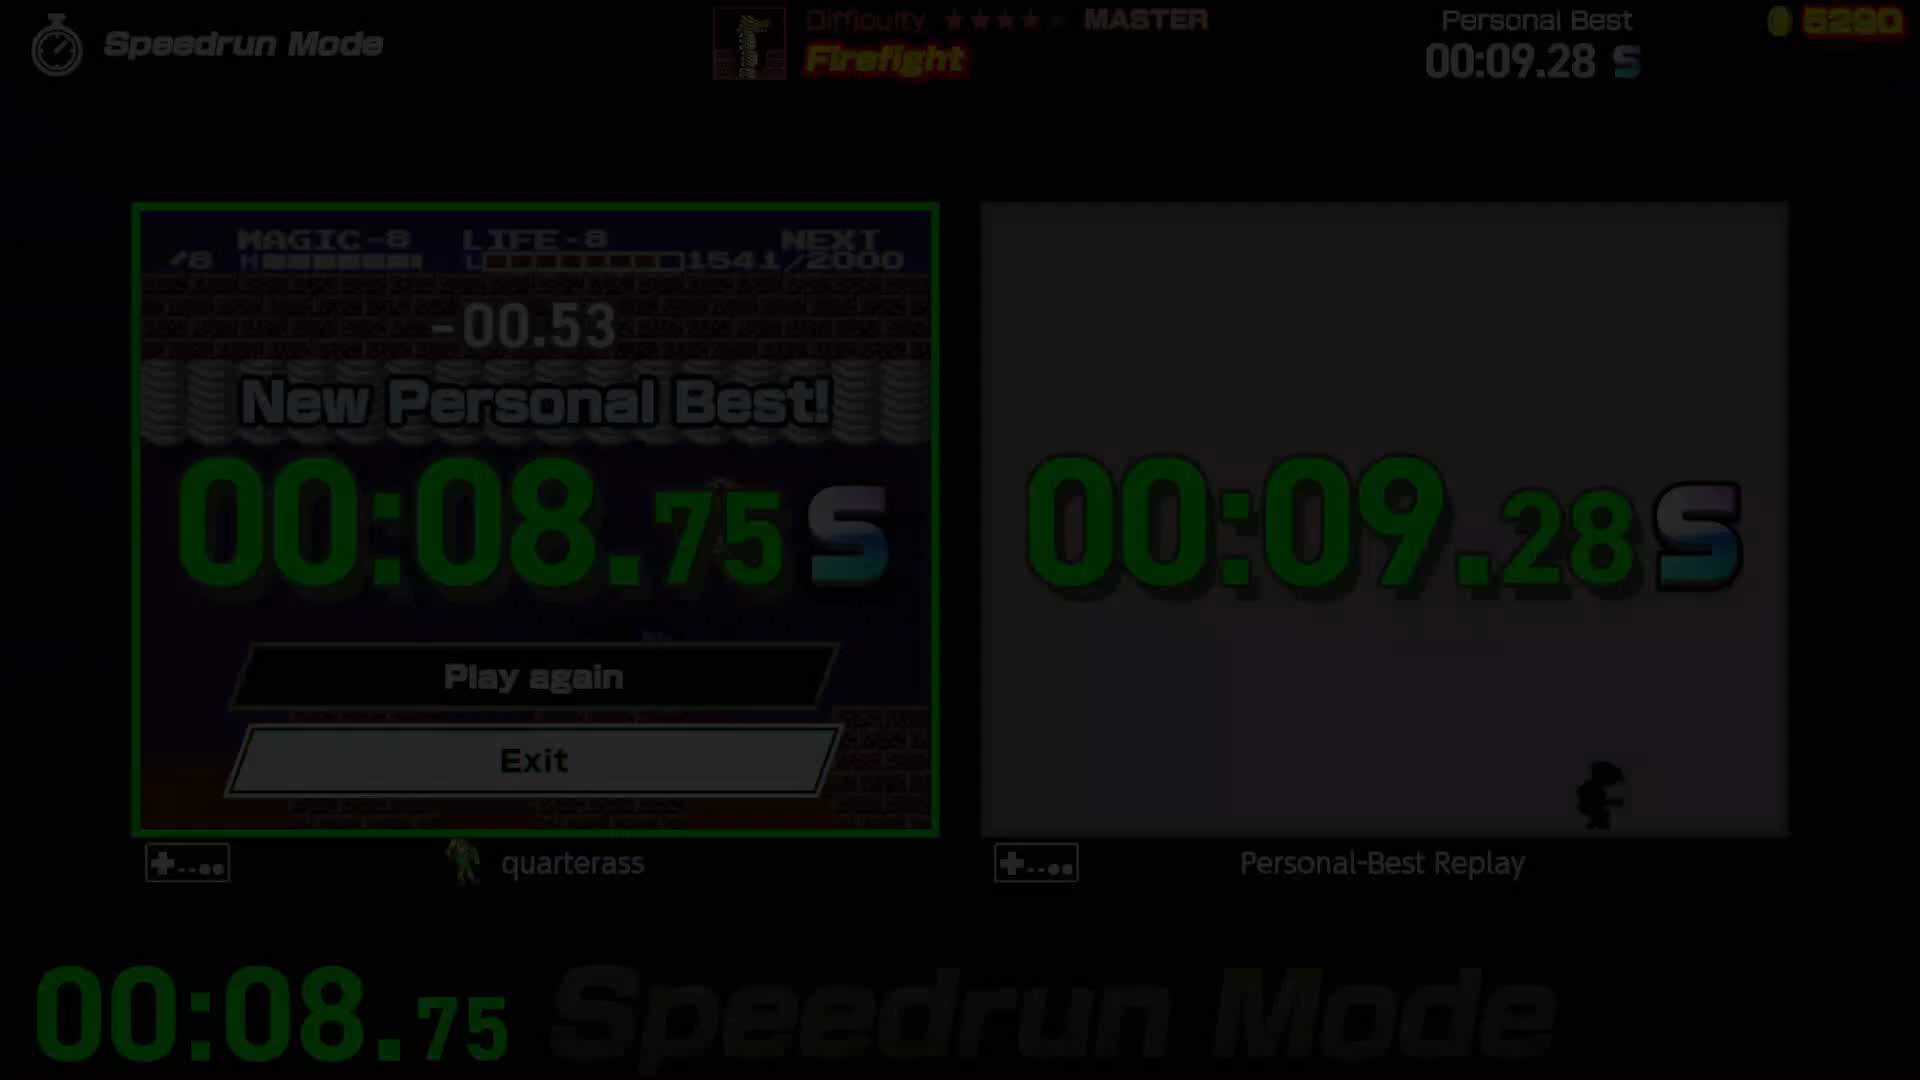 Speedrun Mode
Difficulty ★★★★★ MASTER
Firefight
Personal Best
00:09.28 S
5290
MAGIC-8 LIFE-8 NEXT
/8 1541/2000
-00.53
New Personal Best!
00:08.75 S
Play again
Exit
00:09.28 S
quarterass
Personal-Best Replay
00:08.75
Speedrun Mode